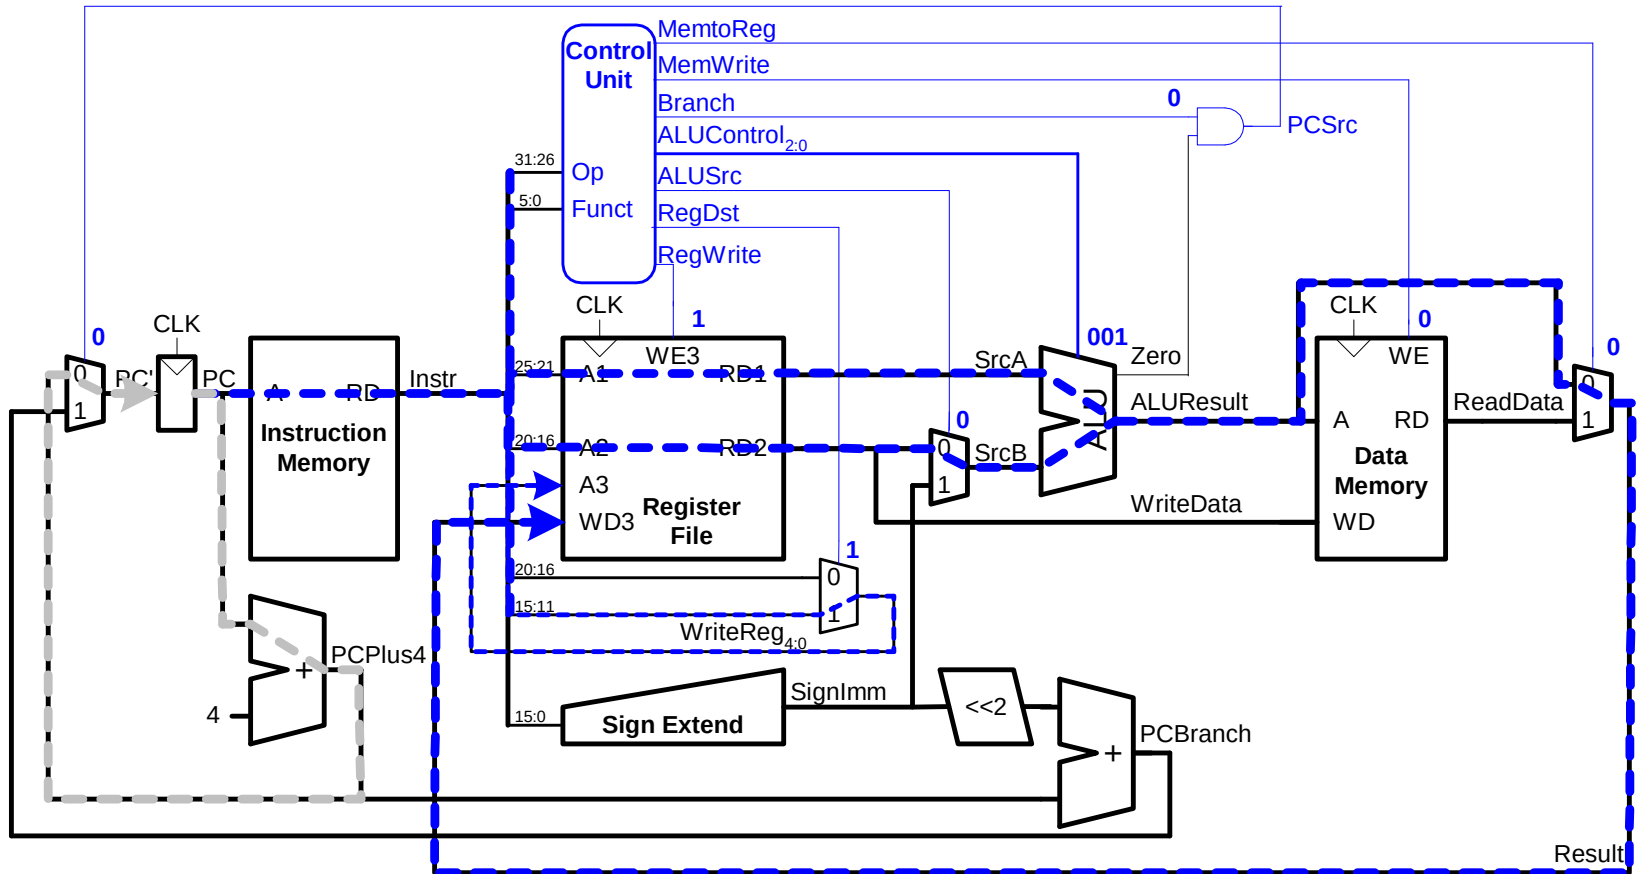 MemtoReg
Control
Unit
MemWrite
Branch
0
PCSrc
ALUControl2:0
31:26
Op
ALUSrc
5:0
Funct
RegDst
RegWrite
CLK
CLK
CLK
0
1
001
0
0
PC'
PC
0
1
A
RD
Instruction
Memory
Instr
25:21
A1
WE3
RD1
SrcA
Zero
WE
20:16
A2
RD2
0
0
1
SrcB
ALU
ALUResult
A
RD
ReadData
0
1
A3
WD3
Register
File
Data
Memory
WriteData
WD
20:16
0
1
1
15:11
WriteReg4:0
PCPlus4
+
4
15:0
Sign Extend
SignImm
<<2
+
PCBranch
Result